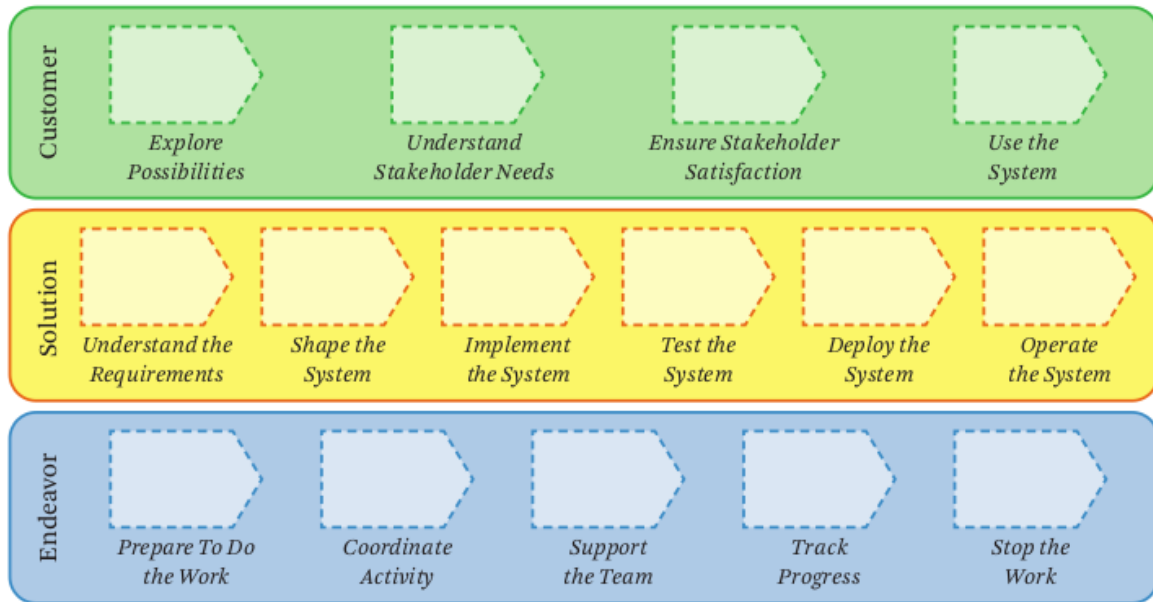 Customer
Explore
Possibilities
Understand
Stakeholder Needs
Ensure Stakeholder
Satisfaction
Use the
System
Solution
Understand the
Requirements
Shape the
System
Implement
the System
Test the
System
Deploy the
System
Operate
the System
Endeavor
Prepare To Do
the Work
Coordinate
Activity
Support
the Team
Track
Progress
Stop the
Work